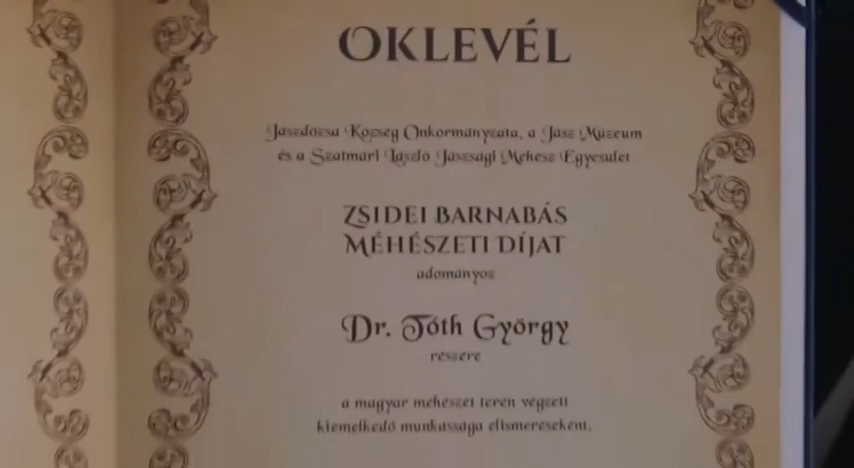 OKLEVÉL
Jászdózsa Község Önkormányzata, a Jász Múzeum
és a Szatmári László Jászsági Méhész Egyesület
ZSIDEI BARNABÁS
MÉHÉSZETI DÍJAT
adományoz
Dr. Tóth György
részére
a magyar méhészet terén végzett
kiemelkedő munkássága elismeréseként.